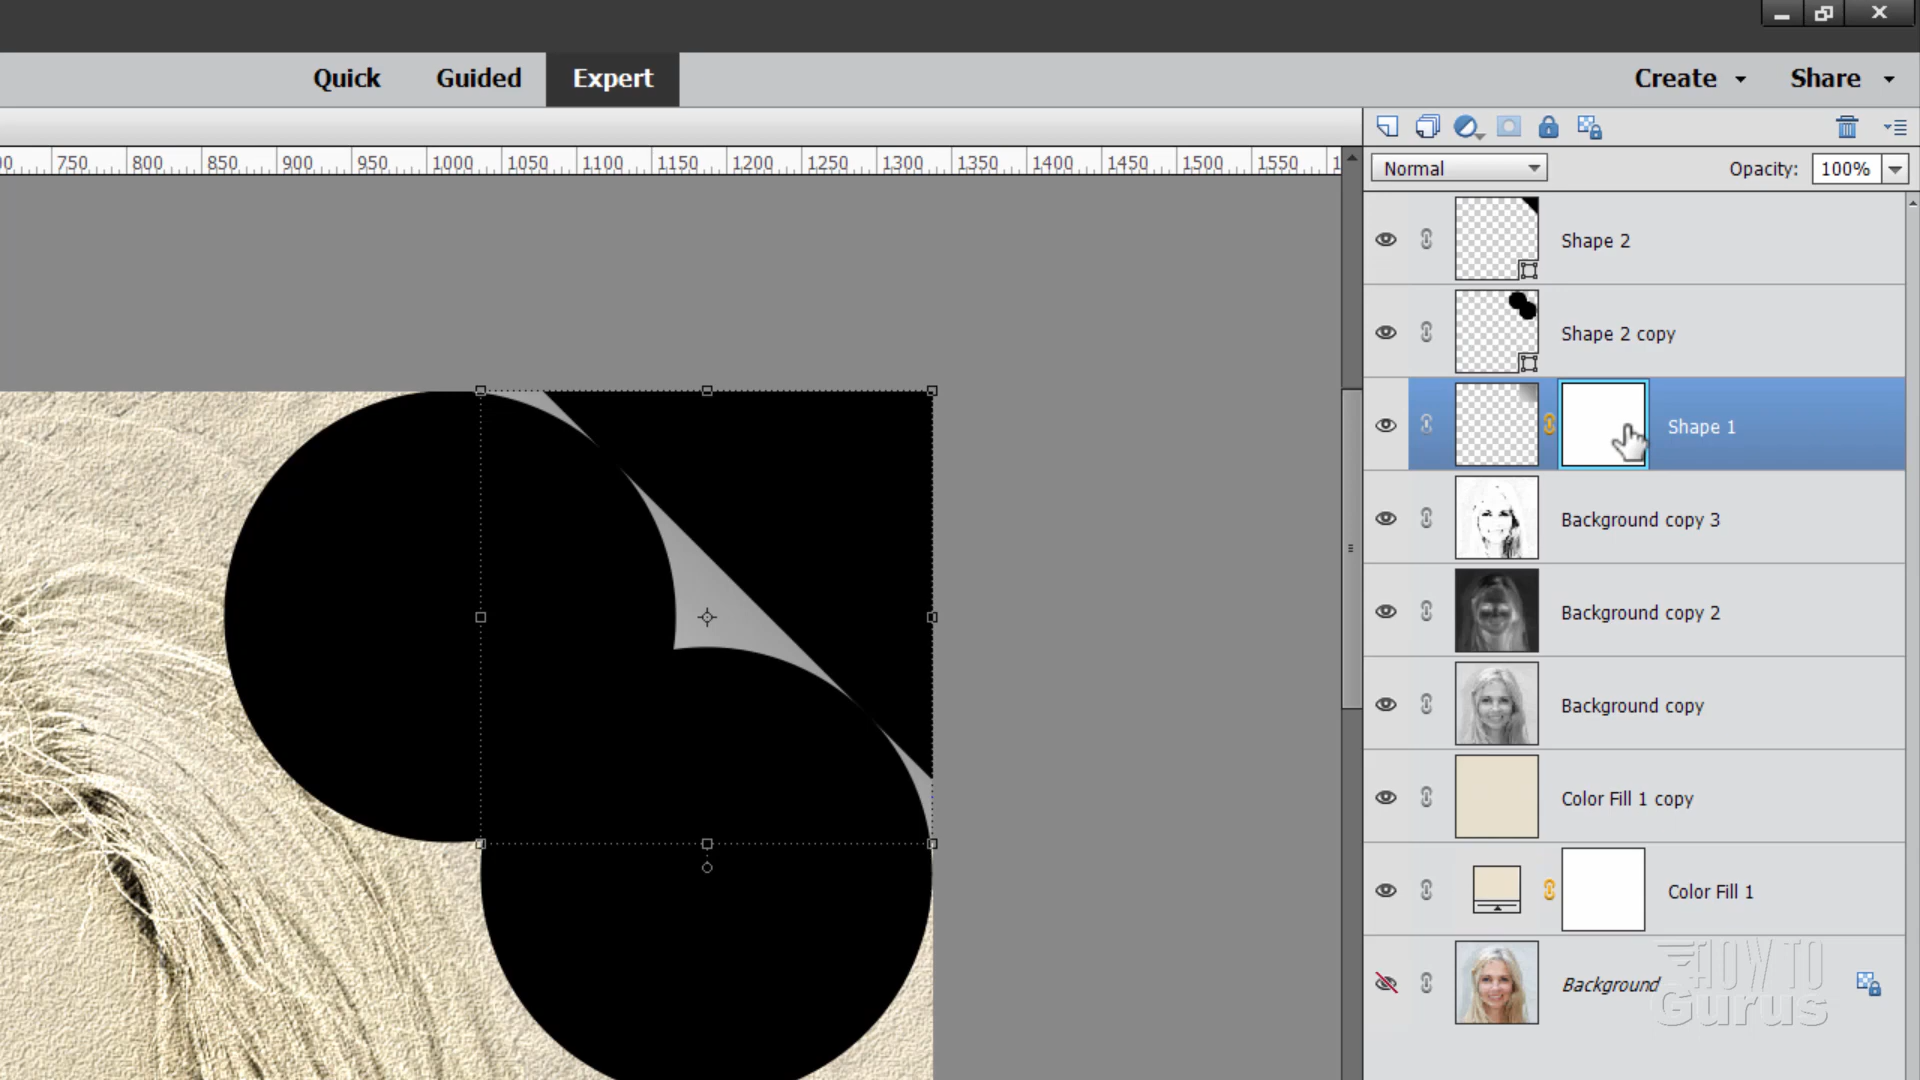 Quick Guided Expert Create Share
750 800 850 900 950 1000 1050 1100 1150 1200 1250 1300 1350 1400 1450 1500 1550
Normal Opacity: 100%
Shape 2
Shape 2 copy
Shape 1
Background copy 3
Background copy 2
Background copy
Color Fill 1 copy
Color Fill 1
Background
HOW TO
Gurus